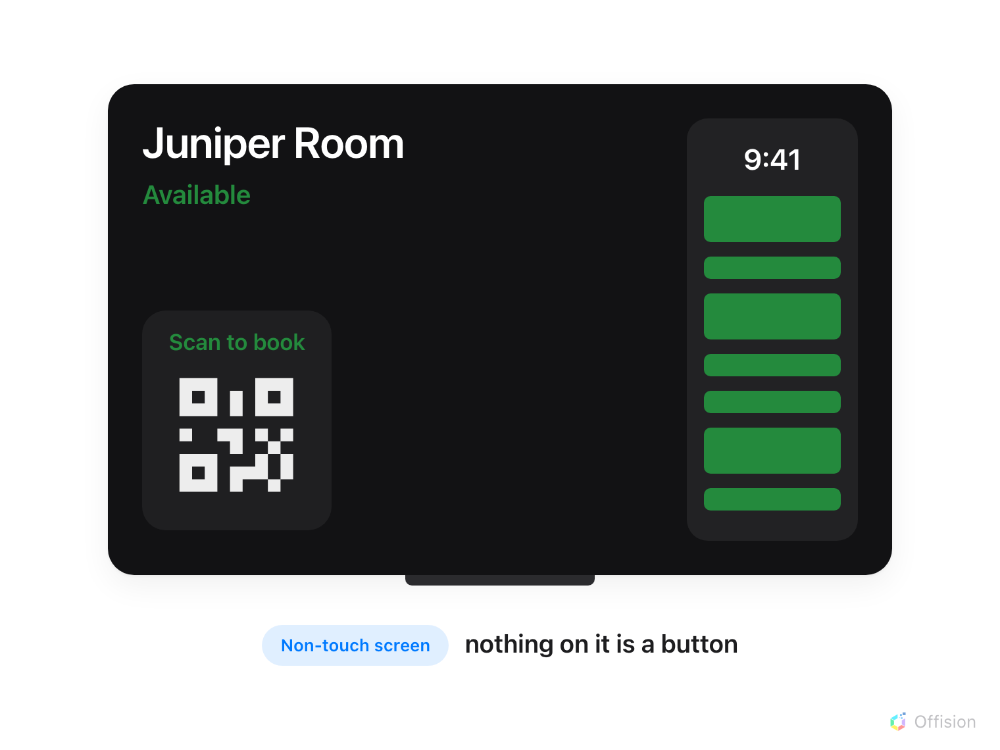 Juniper Room
Available
9:41
Scan to book
Non-touch screen
nothing on it is a button
Offision